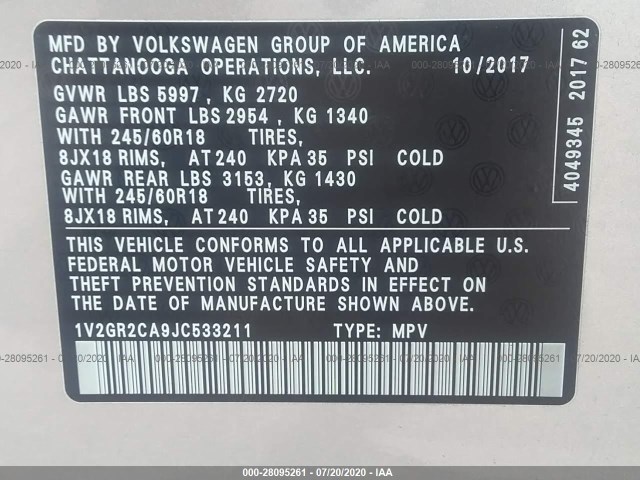 MFD BY VOLKSWAGEN GROUP OF AMERICA
CHATTANOOGA OPERATIONS, LLC. 10/2017
GVWR LBS 5997 , KG 2720
GAWR FRONT LBS 2954 , KG 1340
WITH 245/60R18 TIRES,
8JX18 RIMS, AT 240 KPA 35 PSI COLD
GAWR REAR LBS 3153, KG 1430
WITH 245/60R18 TIRES,
8JX18 RIMS, AT 240 KPA 35 PSI COLD
4049345 2017 62
THIS VEHICLE CONFORMS TO ALL APPLICABLE U.S.
FEDERAL MOTOR VEHICLE SAFETY AND
THEFT PREVENTION STANDARDS IN EFFECT ON THE
DATE OF MANUFACTURE SHOWN ABOVE.
1V2GR2CA9JC533211 TYPE: MPV
000-28095261 - 07/20/2020 - IAA